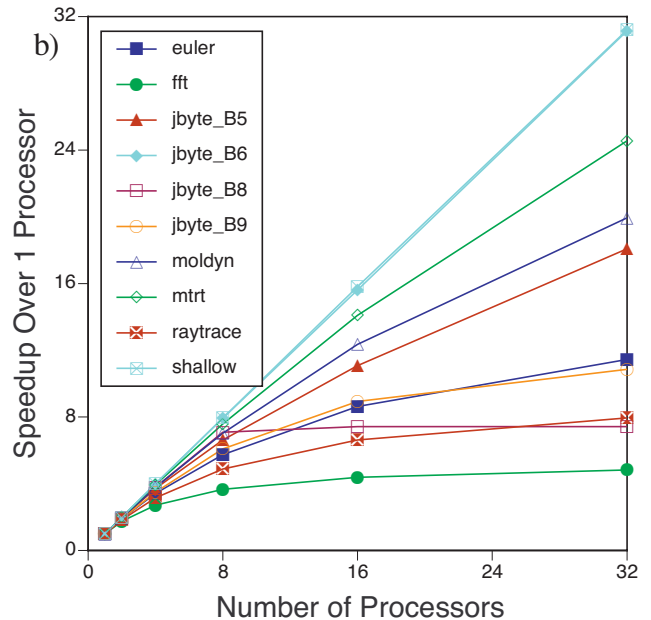 b)
euler
fft
jbyte_B5
jbyte_B6
jbyte_B8
jbyte_B9
moldyn
mtrt
raytrace
shallow
Speedup Over 1 Processor
32
24
16
8
0
0 8 16 24 32
Number of Processors